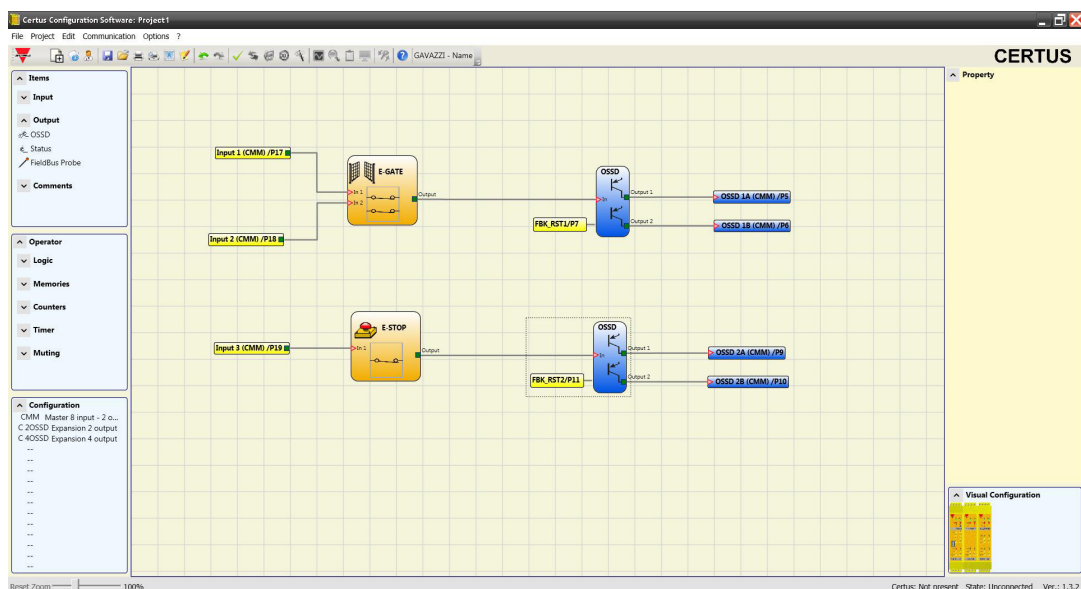 Certus Configuration Software: Project1
File Project Edit Communication Options ?
GAVAZZI - Name
CERTUS
Items
Input
Output
OSSD
Status
FieldBus Probe
Comments
Operator
Logic
Memories
Counters
Timer
Muting
Configuration
CMM Master 8 input - 2 o...
C 2OSSD Expansion 2 output
C 4OSSD Expansion 4 output
--
--
--
--
--
--
--
--
--
--
--
--
Input 1 (CMM) /P17
E-GATE
In 1
In 2
Output
Input 2 (CMM) /P18
OSSD
In
Output 1
Output 2
FBK_RST1/P7
OSSD 1A (CMM) /P5
OSSD 1B (CMM) /P6
Input 3 (CMM) /P19
E-STOP
In 1
Output
OSSD
In
Output 1
Output 2
FBK_RST2/P11
OSSD 2A (CMM) /P9
OSSD 2B (CMM) /P10
Property
Visual Configuration
Reset Zoom 100%
Certus: Not present State: Unconnected Ver.: 1.3.2